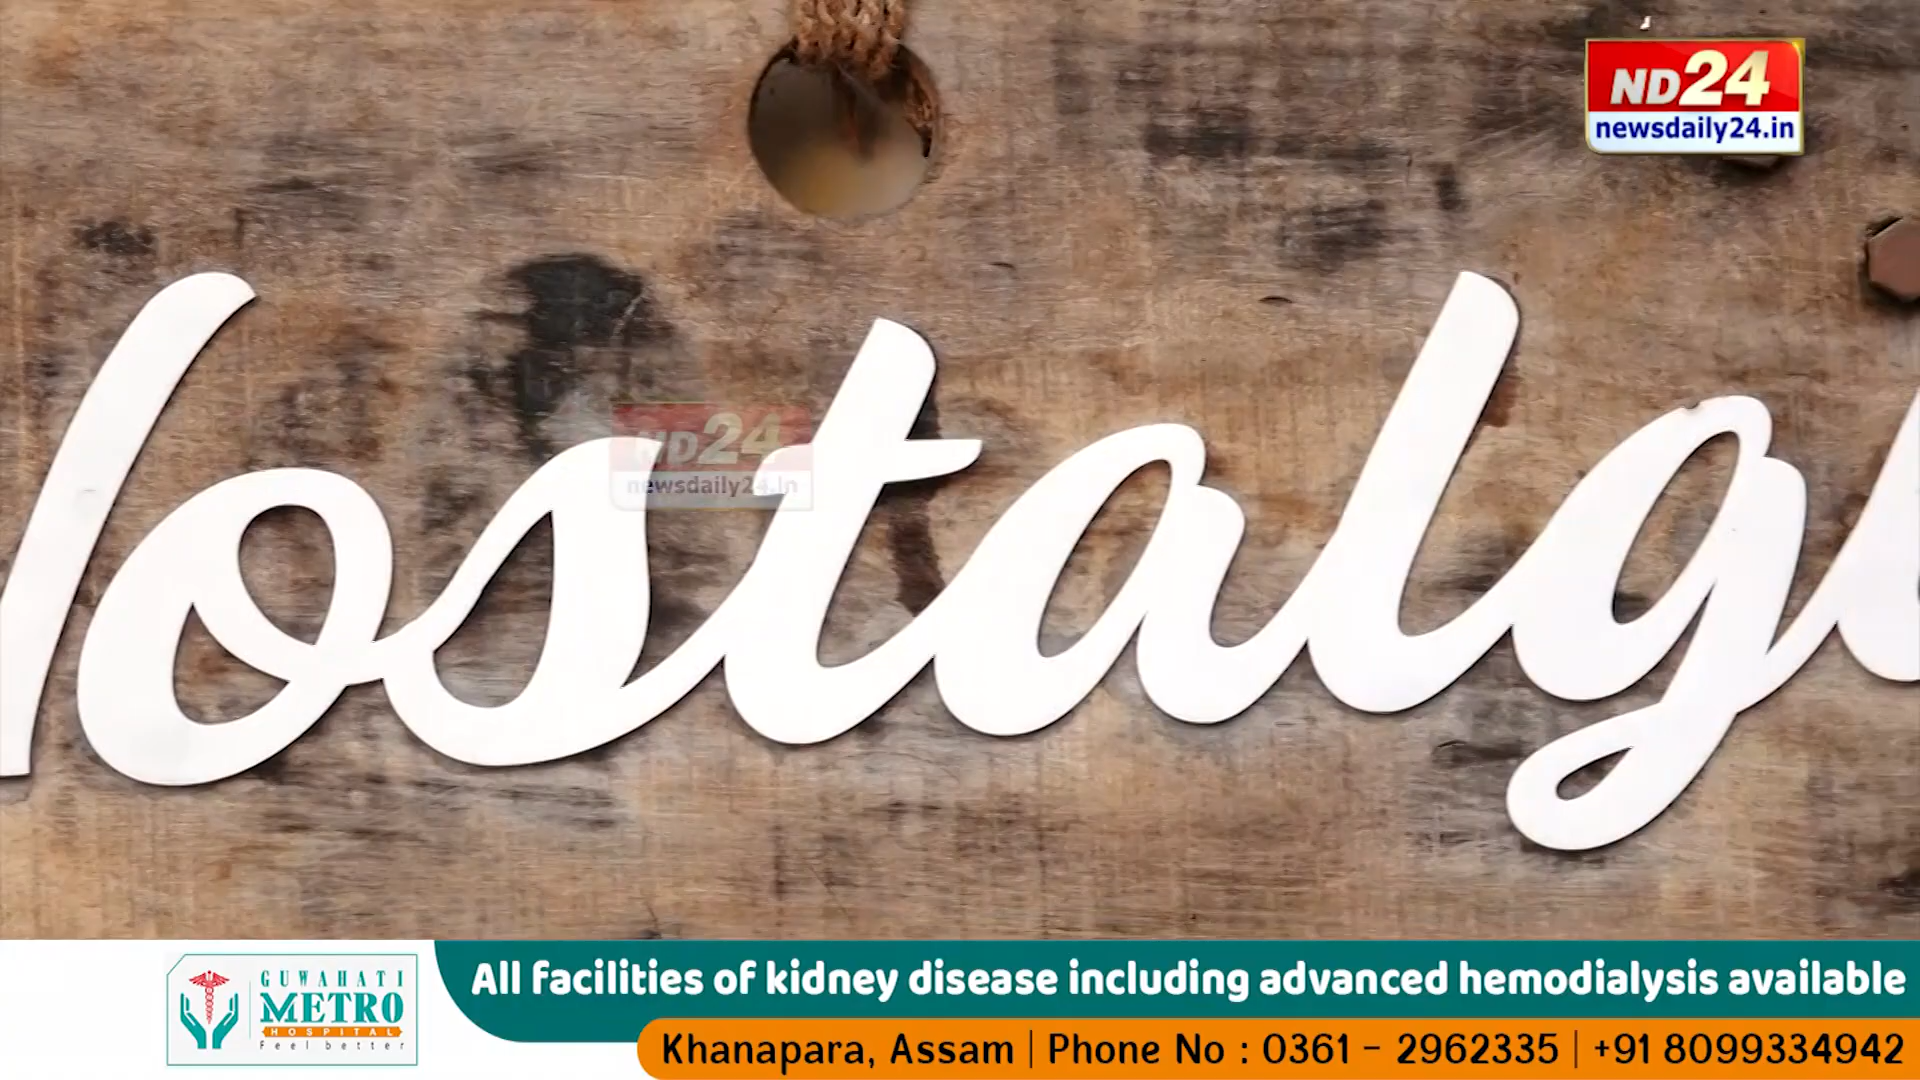 ND24
newsdaily24.in
Nostalgi
ND24
newsdaily24.in
GUWAHATI
METRO
HOSPITAL
Feel better
All facilities of kidney disease including advanced hemodialysis available
Khanapara, Assam | Phone No : 0361 - 2962335 | +91 8099334942